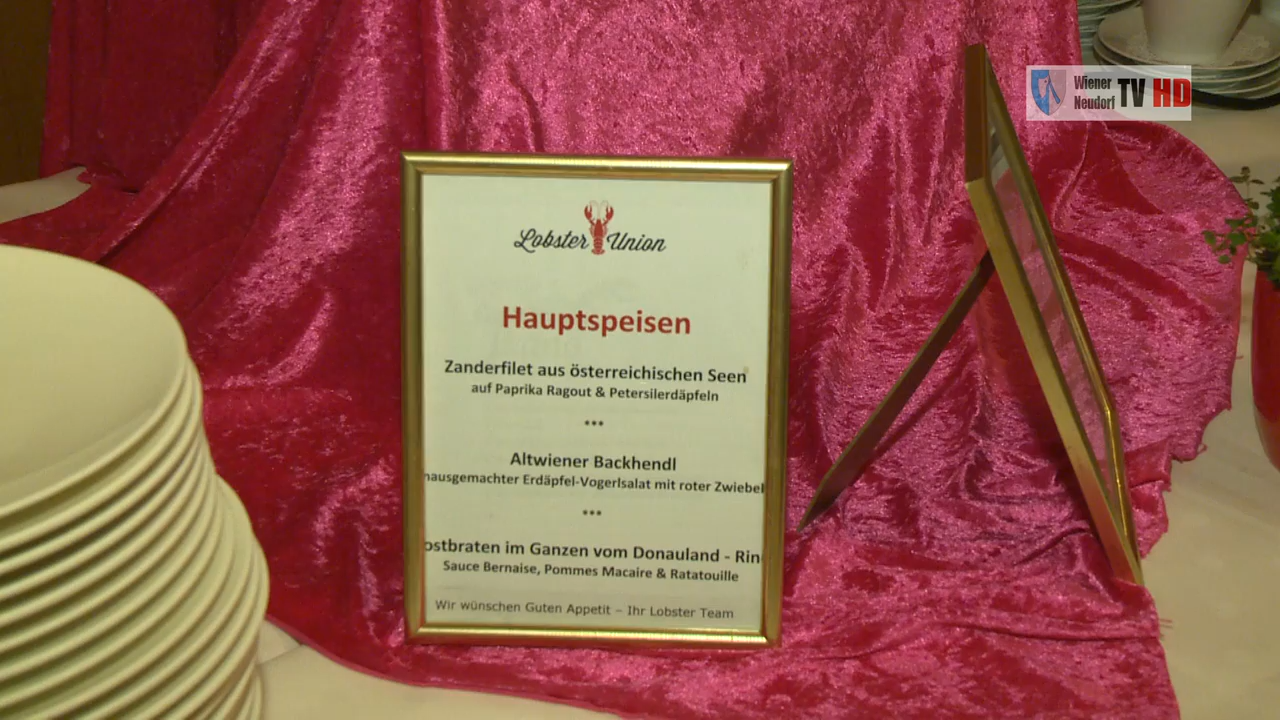 Wiener
Neudorf TV HD
Lobster Union
Hauptspeisen
Zanderfilet aus österreichischen Seen
auf Paprika Ragout & Petersilerdäpfeln
***
Altwiener Backhendl
hausgemachter Erdäpfel-Vogerlsalat mit roter Zwiebel
***
ostbraten im Ganzen vom Donauland - Rin
Sauce Bernaise, Pommes Macaire & Ratatouille
Wir wünschen Guten Appetit – Ihr Lobster Team